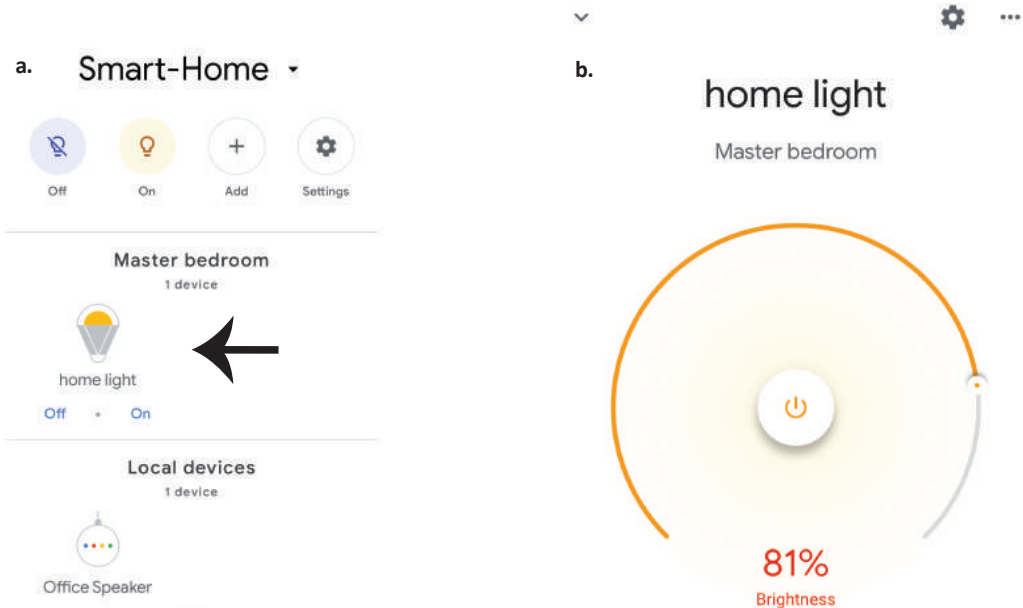 a.
Smart-Home
Off On Add Settings
Master bedroom
1 device
home light
Off • On
Local devices
1 device
Office Speaker
b.
home light
Master bedroom
81%
Brightness